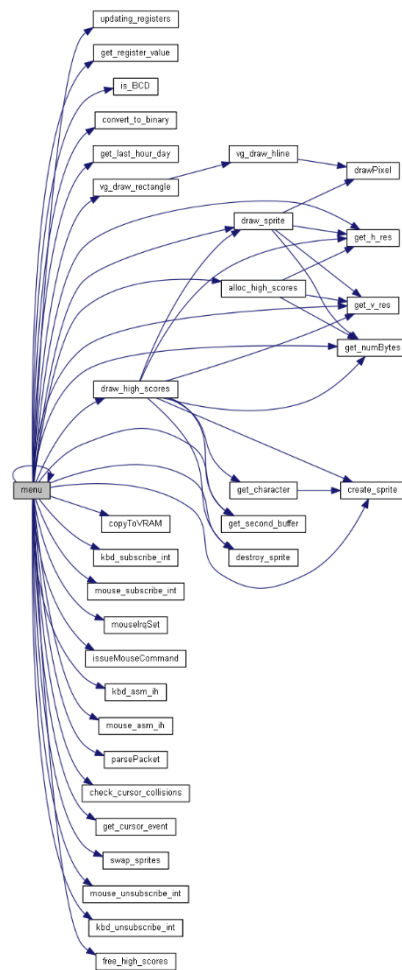 updating_registers
get_register_value
is_BCD
convert_to_binary
get_last_hour_day
vg_draw_hline
vg_draw_rectangle
drawPixel
draw_sprite
get_h_res
alloc_high_scores
get_v_res
get_numBytes
draw_high_scores
menu
get_character
create_sprite
copyToVRAM
get_second_buffer
kbd_subscribe_int
destroy_sprite
mouse_subscribe_int
mouseIrqSet
issueMouseCommand
kbd_asm_ih
mouse_asm_ih
parsePacket
check_cursor_collisions
get_cursor_event
swap_sprites
mouse_unsubscribe_int
kbd_unsubscribe_int
free_high_scores